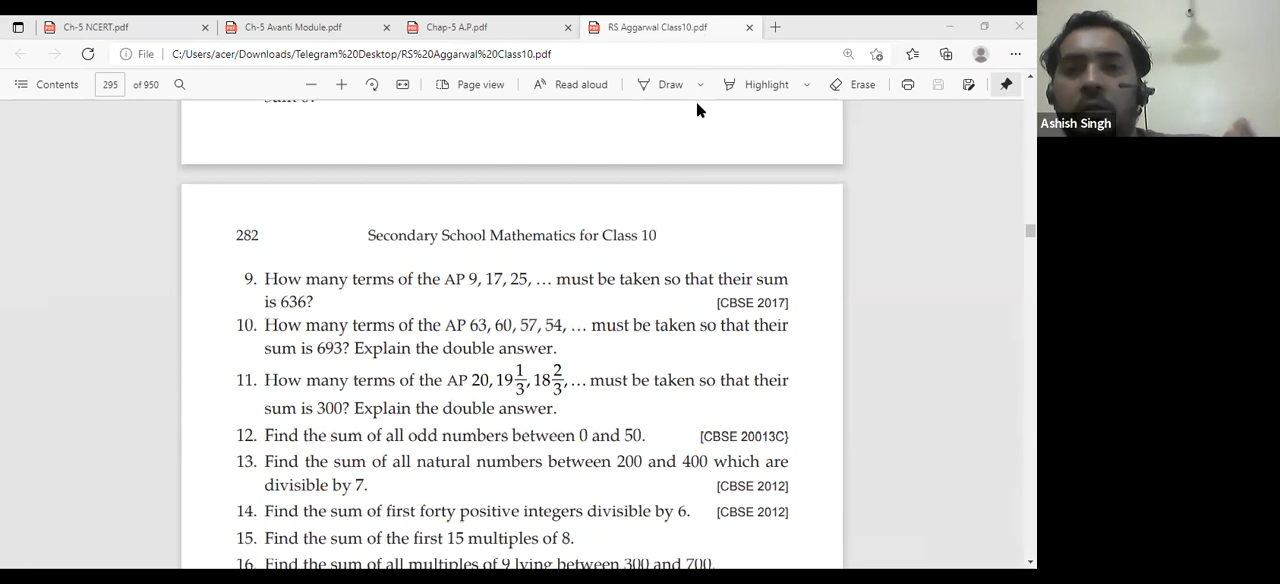 Ch-5 NCERT.pdf
Ch-5 Avanti Module.pdf
Chap-5 A.P.pdf
RS Aggarwal Class10.pdf
File
C:/Users/acer/Downloads/Telegram%20Desktop/RS%20Aggarwal%20Class10.pdf
Contents
295 of 950
Page view
Read aloud
Draw
Highlight
Erase
Ashish Singh
282
Secondary School Mathematics for Class 10
9. How many terms of the AP 9, 17, 25, … must be taken so that their sum
is 636? [CBSE 2017]
10. How many terms of the AP 63, 60, 57, 54, … must be taken so that their
sum is 693? Explain the double answer.
11. How many terms of the AP 20, 19 1/3, 18 2/3, … must be taken so that their
sum is 300? Explain the double answer.
12. Find the sum of all odd numbers between 0 and 50. [CBSE 20013C}
13. Find the sum of all natural numbers between 200 and 400 which are
divisible by 7. [CBSE 2012]
14. Find the sum of first forty positive integers divisible by 6. [CBSE 2012]
15. Find the sum of the first 15 multiples of 8.
16. Find the sum of all multiples of 9 lying between 300 and 700.